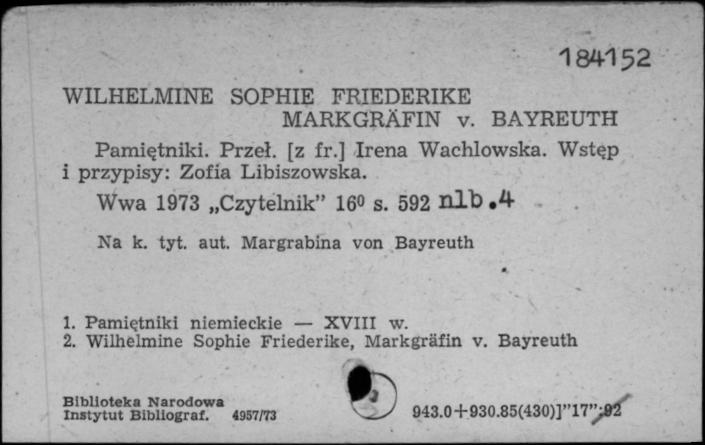 184152
WILHELMINE SOPHIE FRIEDERIKE
MARKGRÄFIN v. BAYREUTH
Pamiętniki. Przeł. [z fr.] Irena Wachlowska. Wstęp
i przypisy: Zofia Libiszowska.
Wwa 1973 „Czytelnik” 16⁰ s. 592 nlb.4
Na k. tyt. aut. Margrabina von Bayreuth
1. Pamiętniki niemieckie — XVIII w.
2. Wilhelmine Sophie Friederike, Markgräfin v. Bayreuth
Biblioteka Narodowa
Instytut Bibliograf. 4957/73
943.0+930.85(430)]”17”:92